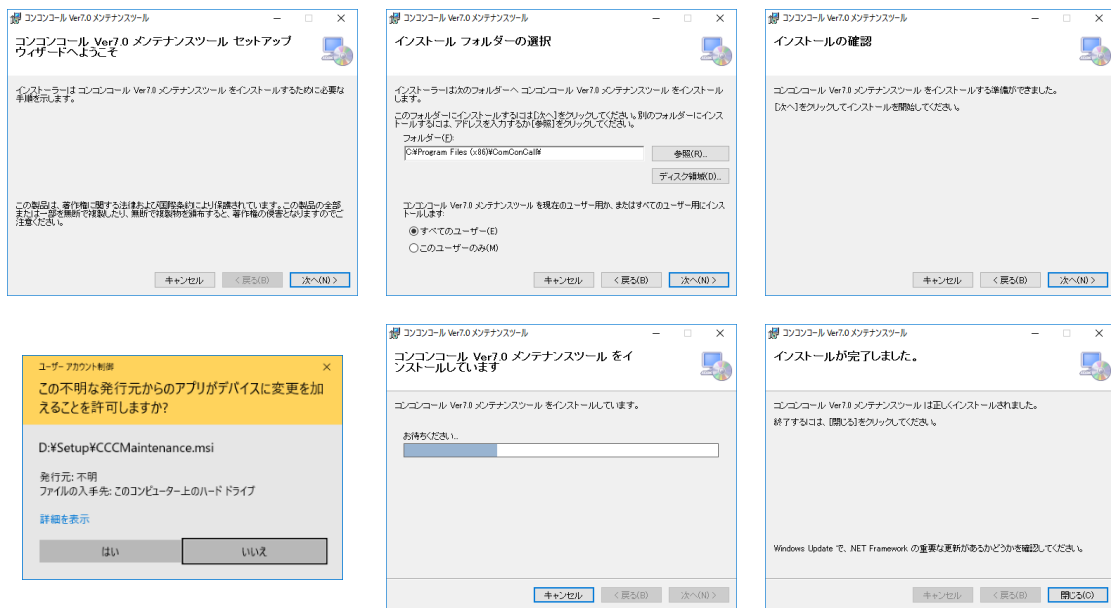 コンコンコール Ver7.0 メンテナンスツール
コンコンコール Ver7.0 メンテナンスツール セットアップ
ウィザードへようこそ
インストーラーは コンコンコール Ver7.0 メンテナンスツール をインストールするために必要な
手順を示します。
この製品は、著作権に関する法律および国際条約により保護されています。この製品の全部
または一部を無断で複製したり、無断で複製物を頒布すると、著作権の侵害となりますのでご
注意ください。
キャンセル
< 戻る(B)
次へ(N) >
コンコンコール Ver7.0 メンテナンスツール
インストール フォルダーの選択
インストーラーは次のフォルダーへ コンコンコール Ver7.0 メンテナンスツール をインストール
します。
このフォルダーにインストールするには[次へ]をクリックしてください。別のフォルダーにインス
トールするには、アドレスを入力するか[参照]をクリックしてください。
フォルダー(F):
C:¥Program Files (x86)¥ComConCall¥
参照(R)...
ディスク領域(D)...
コンコンコール Ver7.0 メンテナンスツール を現在のユーザー用か、またはすべてのユーザー用にインス
トールします:
すべてのユーザー(E)
このユーザーのみ(M)
キャンセル
< 戻る(B)
次へ(N) >
コンコンコール Ver7.0 メンテナンスツール
インストールの確認
コンコンコール Ver7.0 メンテナンスツール をインストールする準備ができました。
[次へ]をクリックしてインストールを開始してください。
キャンセル
< 戻る(B)
次へ(N) >
ユーザー アカウント制御
この不明な発行元からのアプリがデバイスに変更を加
えることを許可しますか?
D:¥Setup¥CCCMaintenance.msi
発行元: 不明
ファイルの入手先: このコンピューター上のハード ドライブ
詳細を表示
はい
いいえ
コンコンコール Ver7.0 メンテナンスツール
コンコンコール Ver7.0 メンテナンスツール をイ
ンストールしています
コンコンコール Ver7.0 メンテナンスツール をインストールしています。
お待ちください...
キャンセル
< 戻る(B)
次へ(N) >
コンコンコール Ver7.0 メンテナンスツール
インストールが完了しました。
コンコンコール Ver7.0 メンテナンスツール は正しくインストールされました。
終了するには、[閉じる]をクリックしてください。
Windows Update で、.NET Framework の重要な更新があるかどうかを確認してください。
キャンセル
< 戻る(B)
閉じる(C)